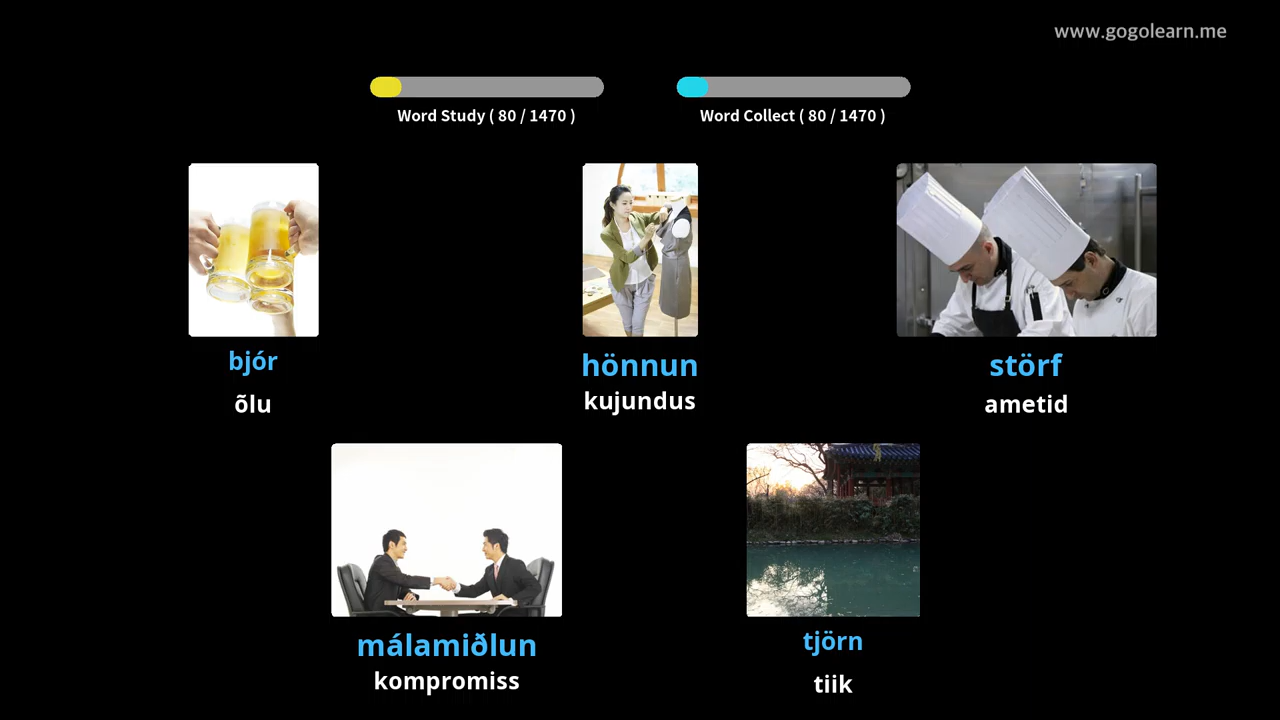 www.gogolearn.me
Word Study ( 80 / 1470 )
Word Collect ( 80 / 1470 )
bjór
õlu
hönnun
kujundus
störf
ametid
málamiðlun
kompromiss
tjörn
tiik